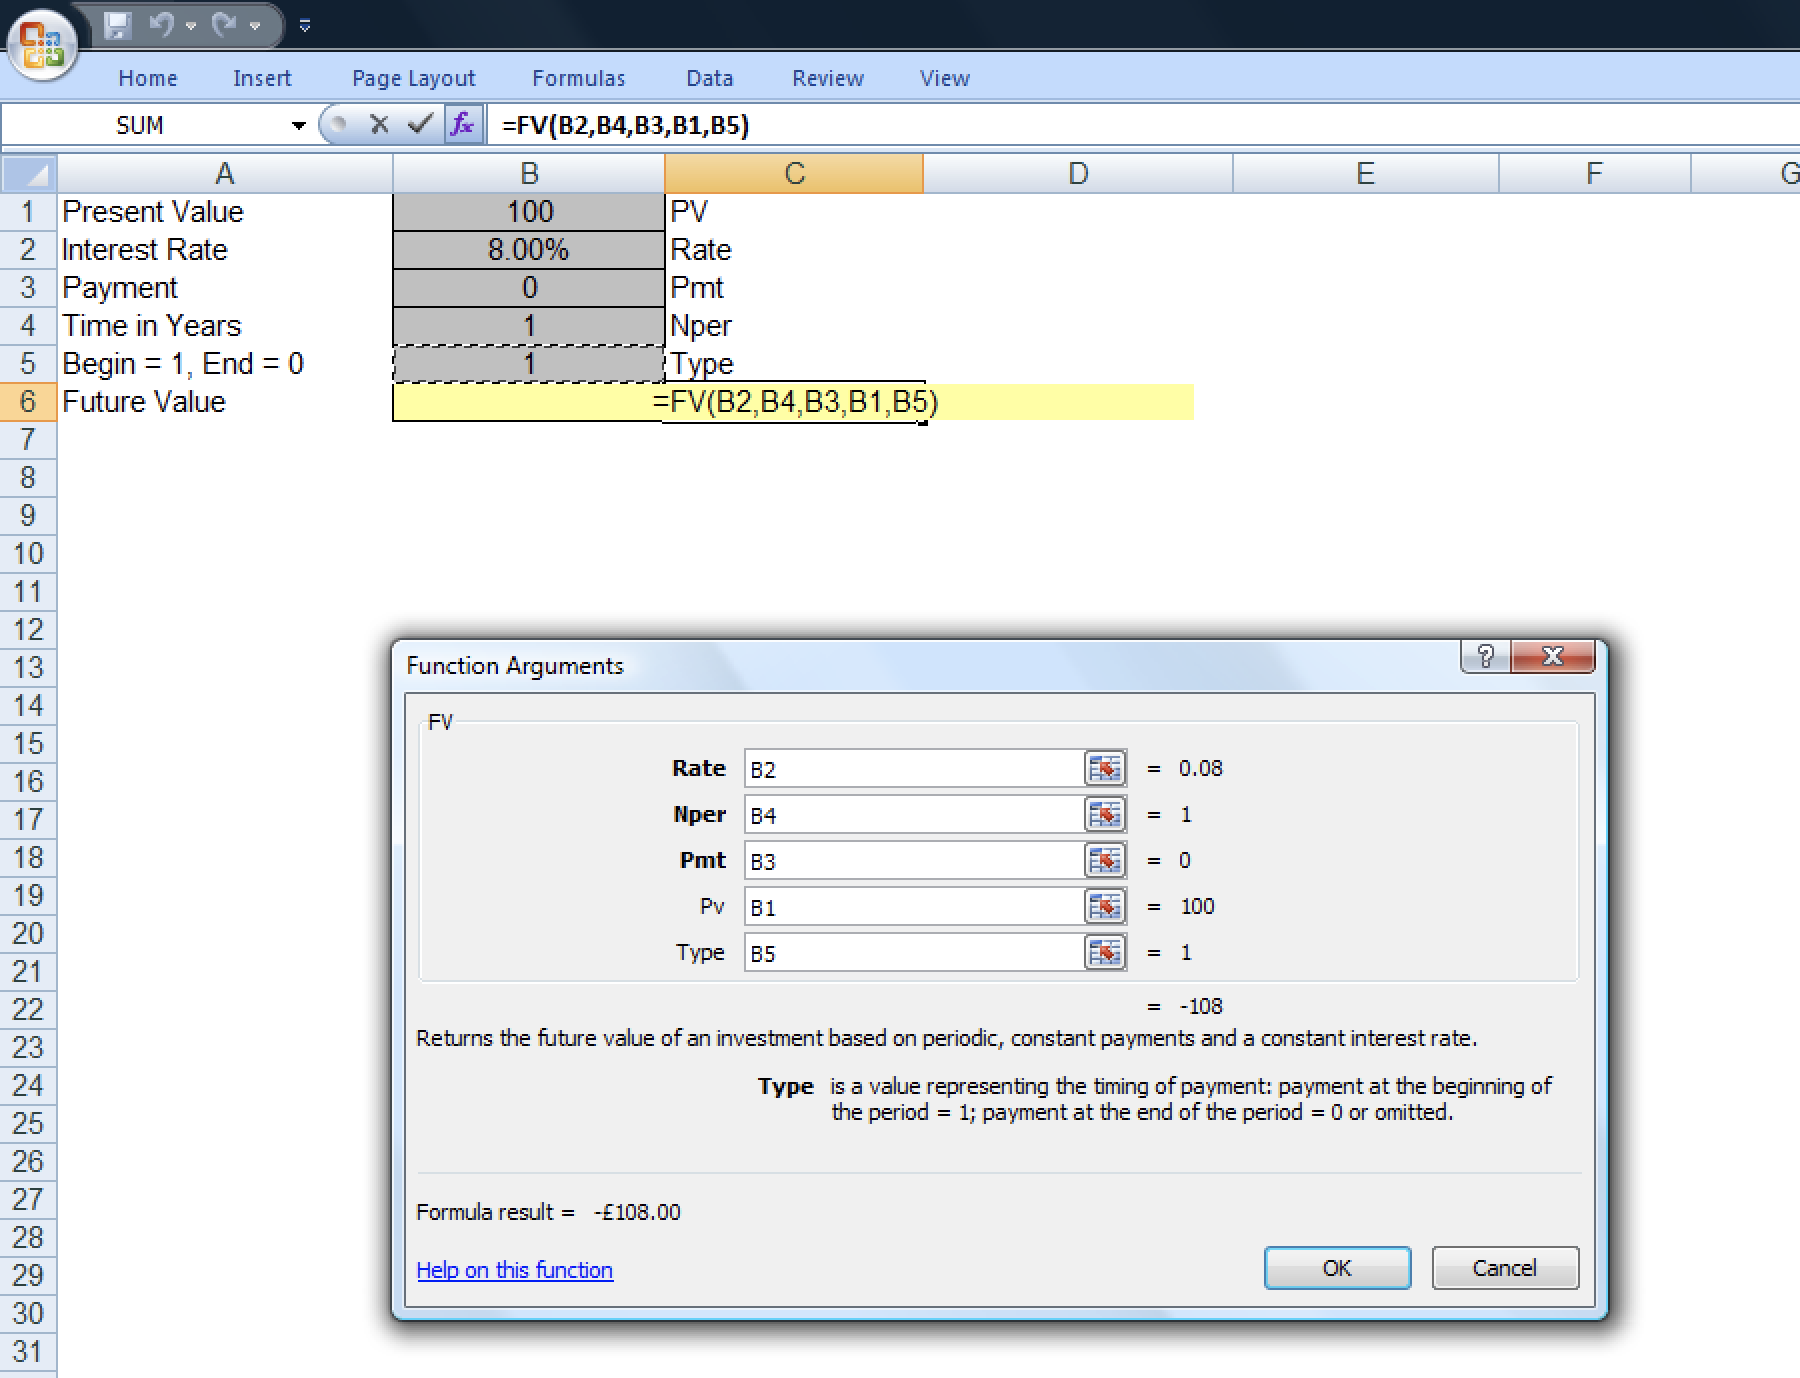 Home Insert Page Layout Formulas Data Review View
SUM fx =FV(B2,B4,B3,B1,B5)
A B C D E F G
1 Present Value 100 PV
2 Interest Rate 8.00% Rate
3 Payment 0 Pmt
4 Time in Years 1 Nper
5 Begin = 1, End = 0 1 Type
6 Future Value =FV(B2,B4,B3,B1,B5)
7
8
9
10
11
12
13
14
15
16
17
18
19
20
21
22
23
24
25
26
27
28
29
30
31
Function Arguments ? X
FV
Rate B2 = 0.08
Nper B4 = 1
Pmt B3 = 0
Pv B1 = 100
Type B5 = 1
= -108
Returns the future value of an investment based on periodic, constant payments and a constant interest rate.
Type is a value representing the timing of payment: payment at the beginning of
the period = 1; payment at the end of the period = 0 or omitted.
Formula result = -£108.00
Help on this function OK Cancel